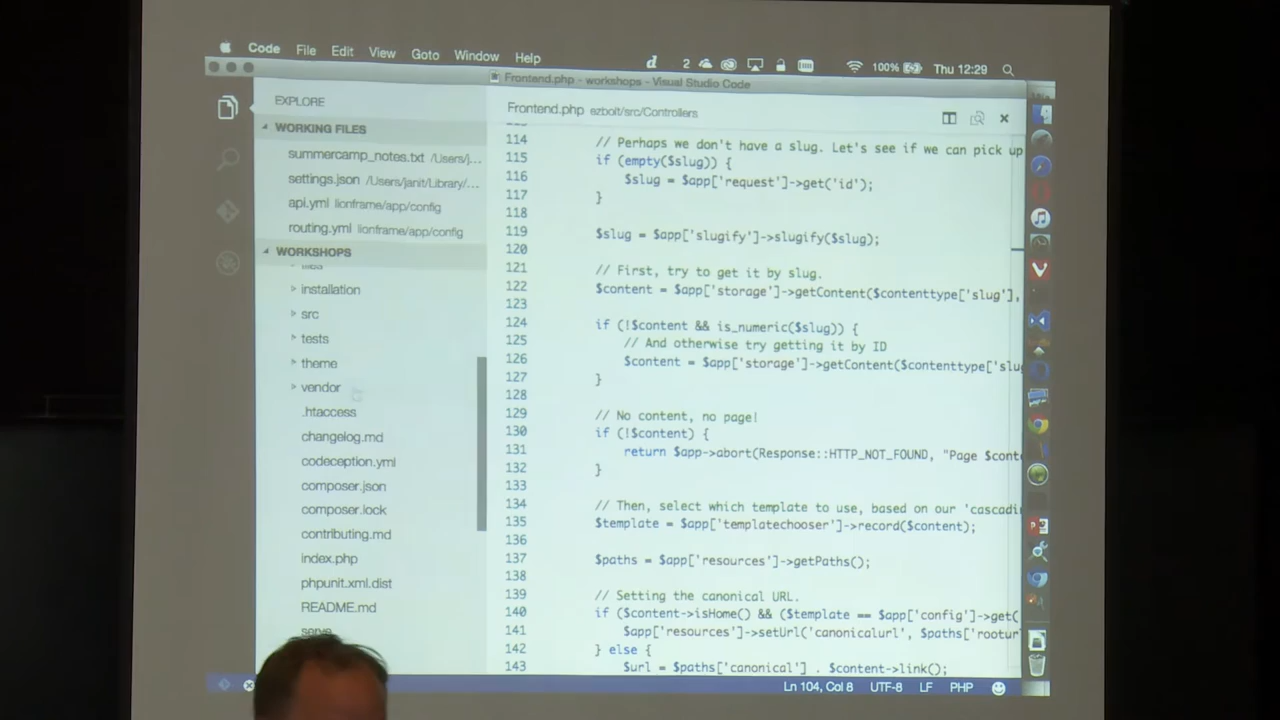 Code File Edit View Goto Window Help
2 100% Thu 12:29
Frontend.php - workshops - Visual Studio Code
EXPLORE
WORKING FILES
summercamp_notes.txt /Users/j...
settings.json /Users/janit/Library/...
api.yml lionframe/app/config
routing.yml lionframe/app/config
WORKSHOPS
installation
src
tests
theme
vendor
.htaccess
changelog.md
codeception.yml
composer.json
composer.lock
contributing.md
index.php
phpunit.xml.dist
README.md
serve
Frontend.php ezbolt/src/Controllers
114 // Perhaps we don't have a slug. Let's see if we can pick up
115 if (empty($slug)) {
116 $slug = $app['request']->get('id');
117 }
118
119 $slug = $app['slugify']->slugify($slug);
120
121 // First, try to get it by slug.
122 $content = $app['storage']->getContent($contenttype['slug'],
123
124 if (!$content && is_numeric($slug)) {
125 // And otherwise try getting it by ID
126 $content = $app['storage']->getContent($contenttype['slu
127 }
128
129 // No content, no page!
130 if (!$content) {
131 return $app->abort(Response::HTTP_NOT_FOUND, "Page $cont
132 }
133
134 // Then, select which template to use, based on our 'cascadi
135 $template = $app['templatechooser']->record($content);
136
137 $paths = $app['resources']->getPaths();
138
139 // Setting the canonical URL.
140 if ($content->isHome() && ($template == $app['config']->get(
141 $app['resources']->setUrl('canonicalurl', $paths['rootur
142 } else {
143 $url = $paths['canonical'] . $content->link();
Ln 104, Col 8 UTF-8 LF PHP